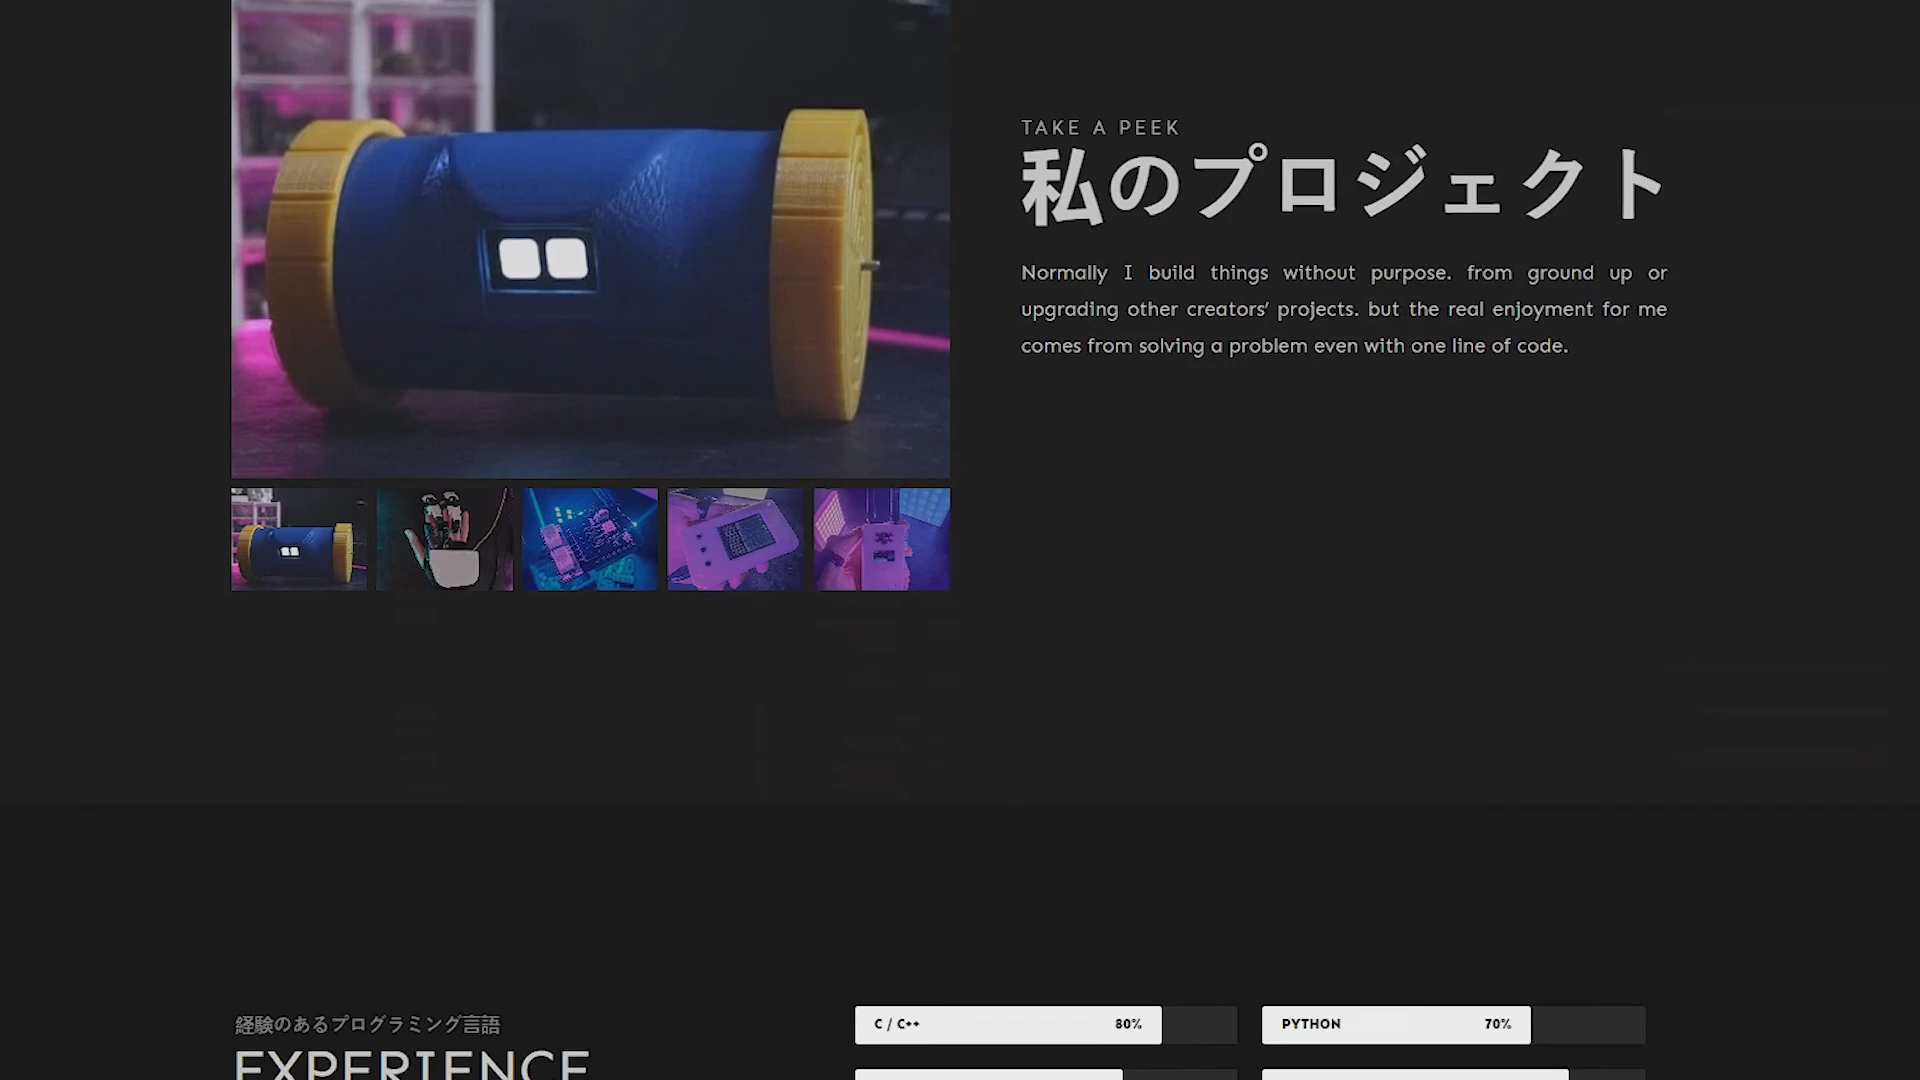 TAKE A PEEK
私のプロジェクト
Normally I build things without purpose. from ground up or
upgrading other creators’ projects. but the real enjoyment for me
comes from solving a problem even with one line of code.
経験のあるプログラミング言語
EXPERIENCE
C / C++ 80%
PYTHON 70%